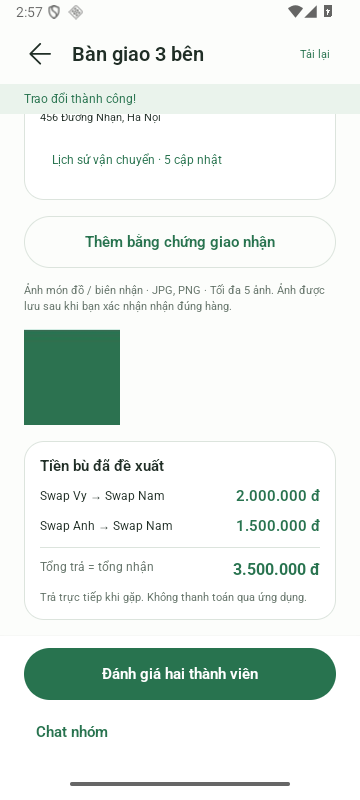 2:57
Bàn giao 3 bên
Tải lại
Trao đổi thành công!
456 Đường Nhận, Hà Nội
Lịch sử vận chuyển · 5 cập nhật
Thêm bằng chứng giao nhận
Ảnh món đồ / biên nhận · JPG, PNG · Tối đa 5 ảnh. Ảnh được
lưu sau khi bạn xác nhận nhận đúng hàng.
Tiền bù đã đề xuất
Swap Vy → Swap Nam 2.000.000 đ
Swap Anh → Swap Nam 1.500.000 đ
Tổng trả = tổng nhận 3.500.000 đ
Trả trực tiếp khi gặp. Không thanh toán qua ứng dụng.
Đánh giá hai thành viên
Chat nhóm